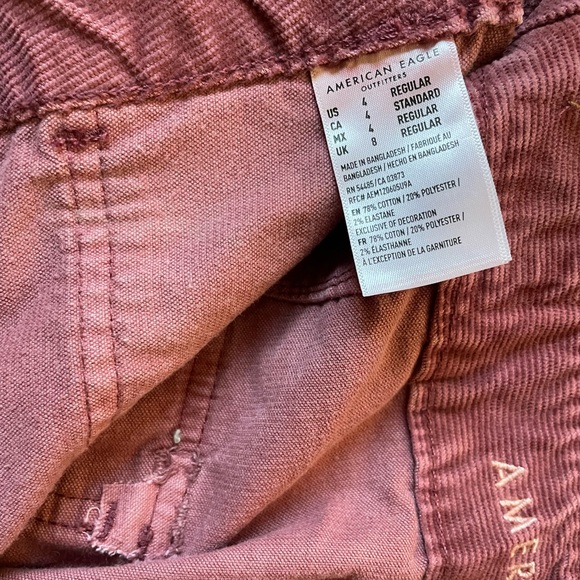 AMERICAN EAGLE
OUTFITTERS
US 4 REGULAR
CA 4 STANDARD
MX 4 REGULAR
UK 8 REGULAR
MADE IN BANGLADESH / FABRIQUÉ AU
BANGLADESH / HECHO EN BANGLADESH
RN 54485/CA 03873
RFC# AEM120605U9A
EN 78% COTTON / 20% POLYESTER /
2% ELASTANE
EXCLUSIVE OF DECORATION
FR 78% COTON / 20% POLYESTER /
2% ÉLASTHANNE
À L'EXCEPTION DE LA GARNITURE
AMER